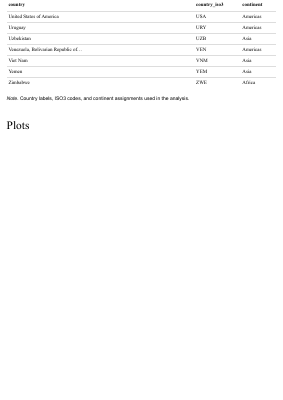 country country_iso3 continent
United States of America USA Americas
Uruguay URY Americas
Uzbekistan UZB Asia
Venezuela, Bolivarian Republic of... VEN Americas
Viet Nam VNM Asia
Yemen YEM Asia
Zimbabwe ZWE Africa
Note. Country labels, ISO3 codes, and continent assignments used in the analysis.
Plots